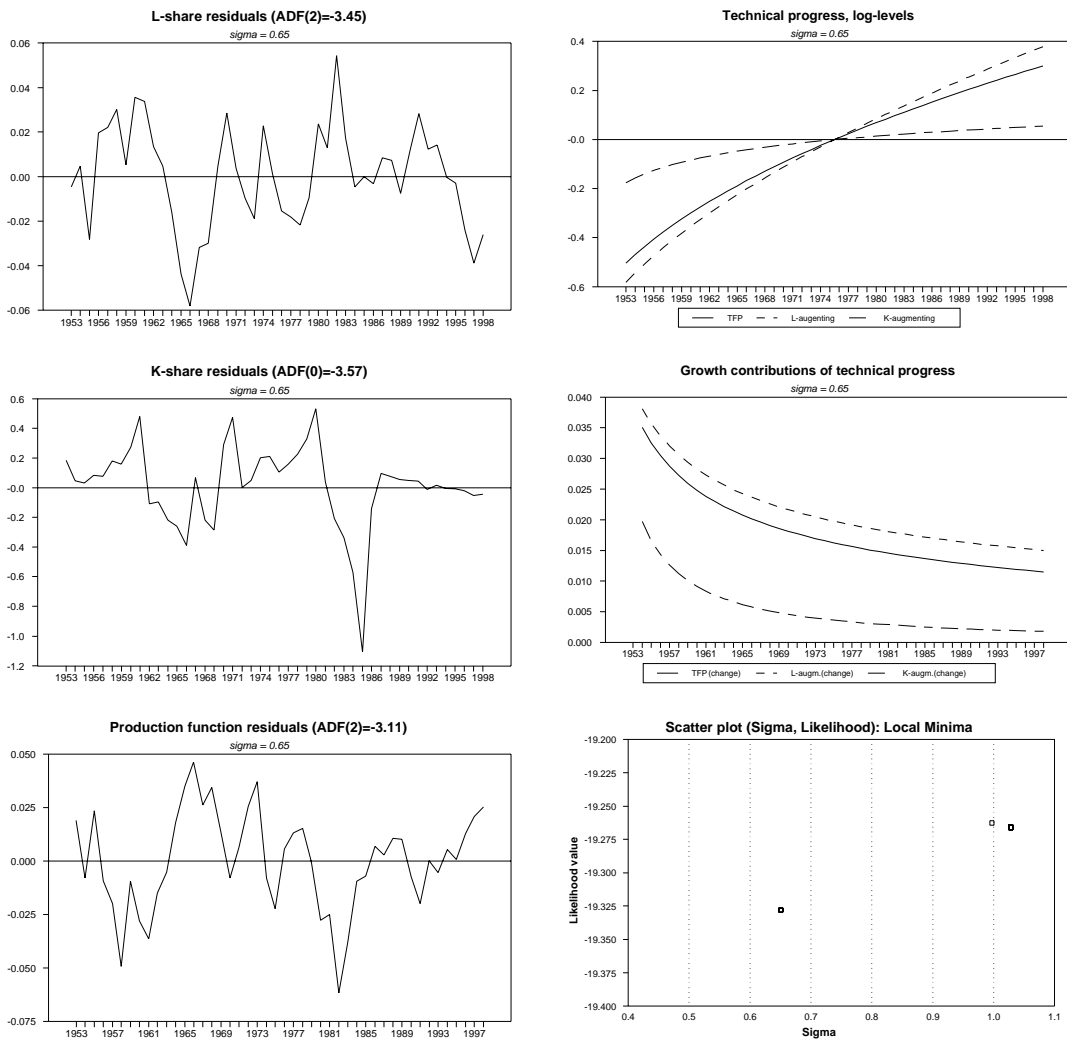 L-share residuals (ADF(2)=-3.45)
sigma = 0.65
0.06
0.04
0.02
0.00
-0.02
-0.04
-0.06
1953 1956 1959 1962 1965 1968 1971 1974 1977 1980 1983 1986 1989 1992 1995 1998
Technical progress, log-levels
sigma = 0.65
0.4
0.2
-0.0
-0.2
-0.4
-0.6
1953 1956 1959 1962 1965 1968 1971 1974 1977 1980 1983 1986 1989 1992 1995 1998
TFP L-augenting K-augmenting
K-share residuals (ADF(0)=-3.57)
sigma = 0.65
0.6
0.4
0.2
-0.0
-0.2
-0.4
-0.6
-0.8
-1.0
-1.2
1953 1956 1959 1962 1965 1968 1971 1974 1977 1980 1983 1986 1989 1992 1995 1998
Growth contributions of technical progress
sigma = 0.65
0.040
0.035
0.030
0.025
0.020
0.015
0.010
0.005
0.000
1953 1957 1961 1965 1969 1973 1977 1981 1985 1989 1993 1997
TFP (change) L-augm.(change) K-augm.(change)
Production function residuals (ADF(2)=-3.11)
sigma = 0.65
0.050
0.025
0.000
-0.025
-0.050
-0.075
1953 1957 1961 1965 1969 1973 1977 1981 1985 1989 1993 1997
Scatter plot (Sigma, Likelihood): Local Minima
Likelihood value
-19.200
-19.225
-19.250
-19.275
-19.300
-19.325
-19.350
-19.375
-19.400
0.4 0.5 0.6 0.7 0.8 0.9 1.0 1.1
Sigma